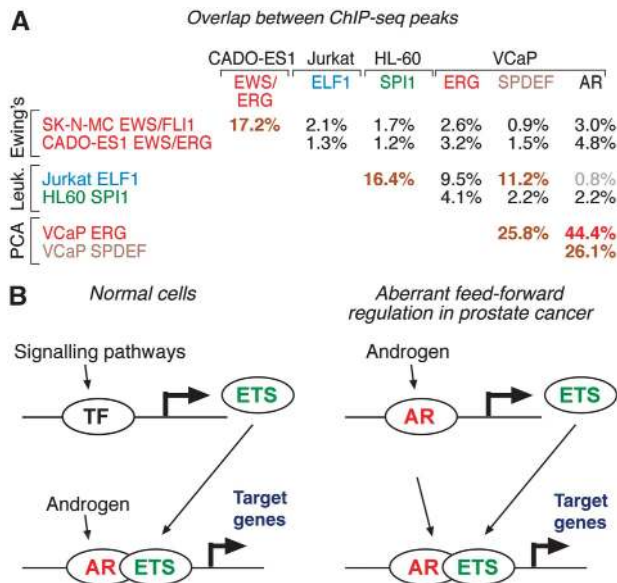 A
Overlap between ChIP-seq peaks
CADO-ES1 Jurkat HL-60 VCaP
EWS/ERG ELF1 SPI1 ERG SPDEF AR
Ewing's
SK-N-MC EWS/FLI1 17.2% 2.1% 1.7% 2.6% 0.9% 3.0%
CADO-ES1 EWS/ERG 1.3% 1.2% 3.2% 1.5% 4.8%
Leuk.
Jurkat ELF1 16.4% 9.5% 11.2% 0.8%
HL60 SPI1 4.1% 2.2% 2.2%
PCA
VCaP ERG 25.8% 44.4%
VCaP SPDEF 26.1%
B
Normal cells
Signalling pathways
TF
ETS
Androgen
Target
genes
AR ETS
Aberrant feed-forward
regulation in prostate cancer
Androgen
AR
ETS
Target
genes
AR ETS